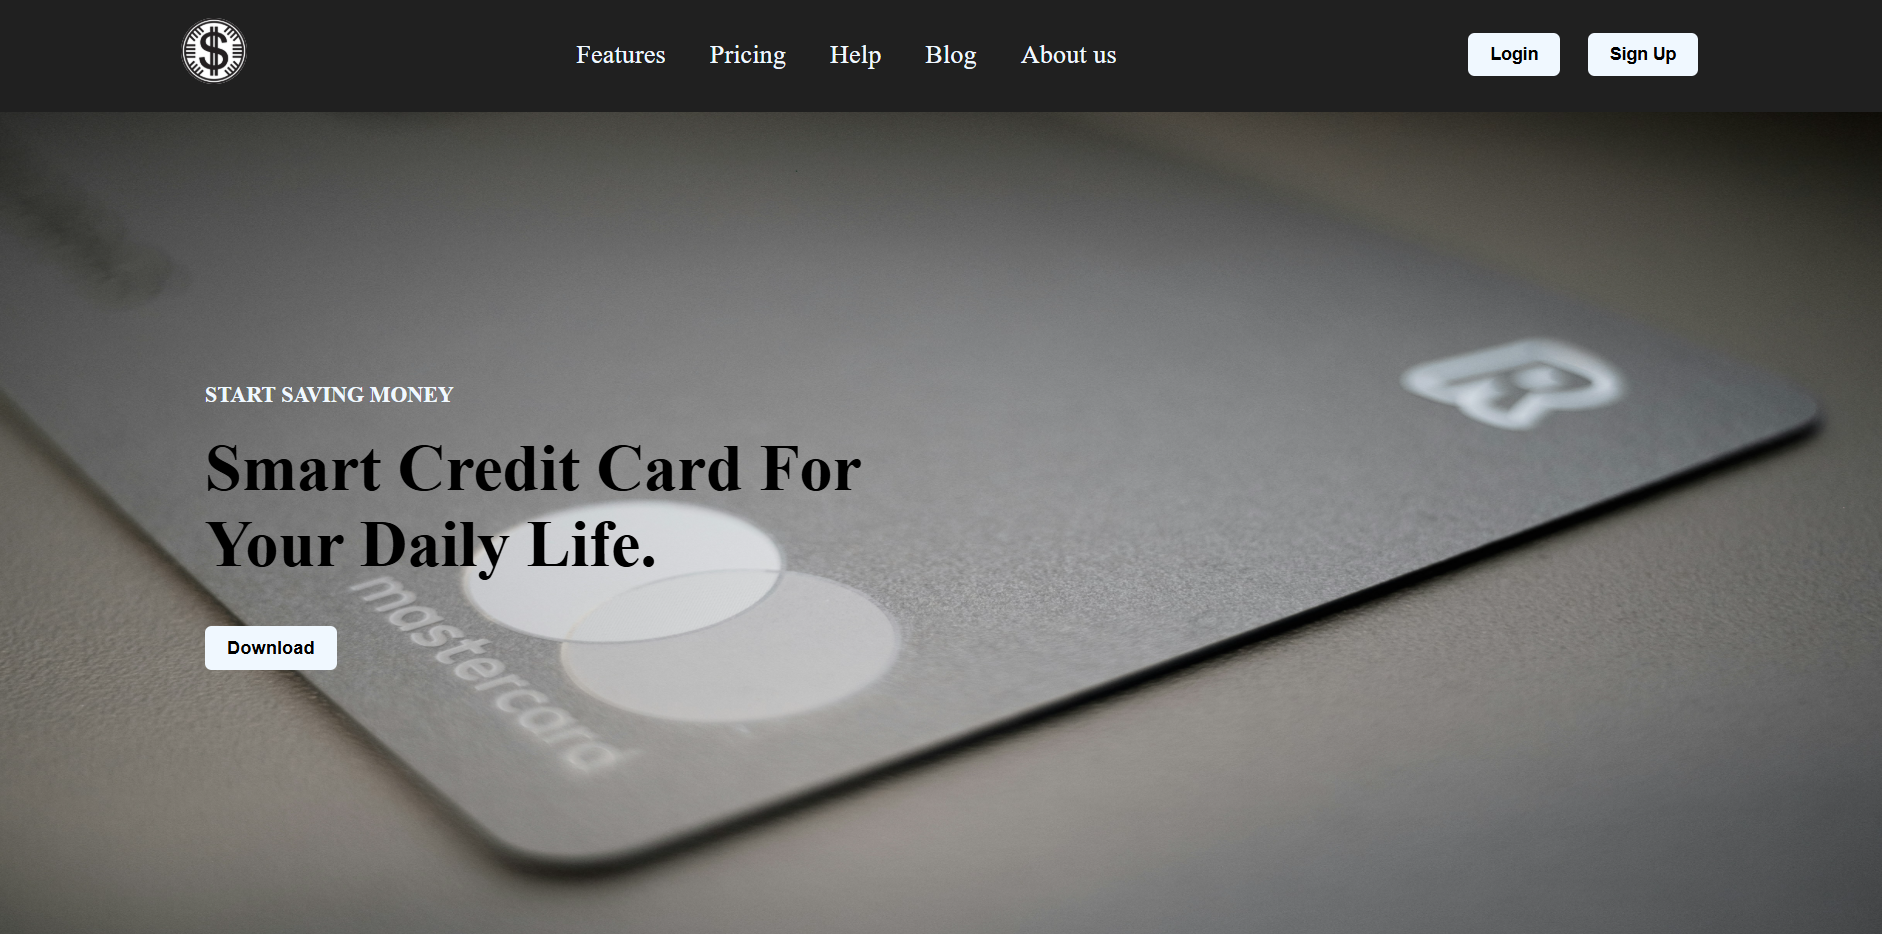 $
Features Pricing Help Blog About us
Login Sign Up
START SAVING MONEY
Smart Credit Card For
Your Daily Life.
mastercard
Download
R